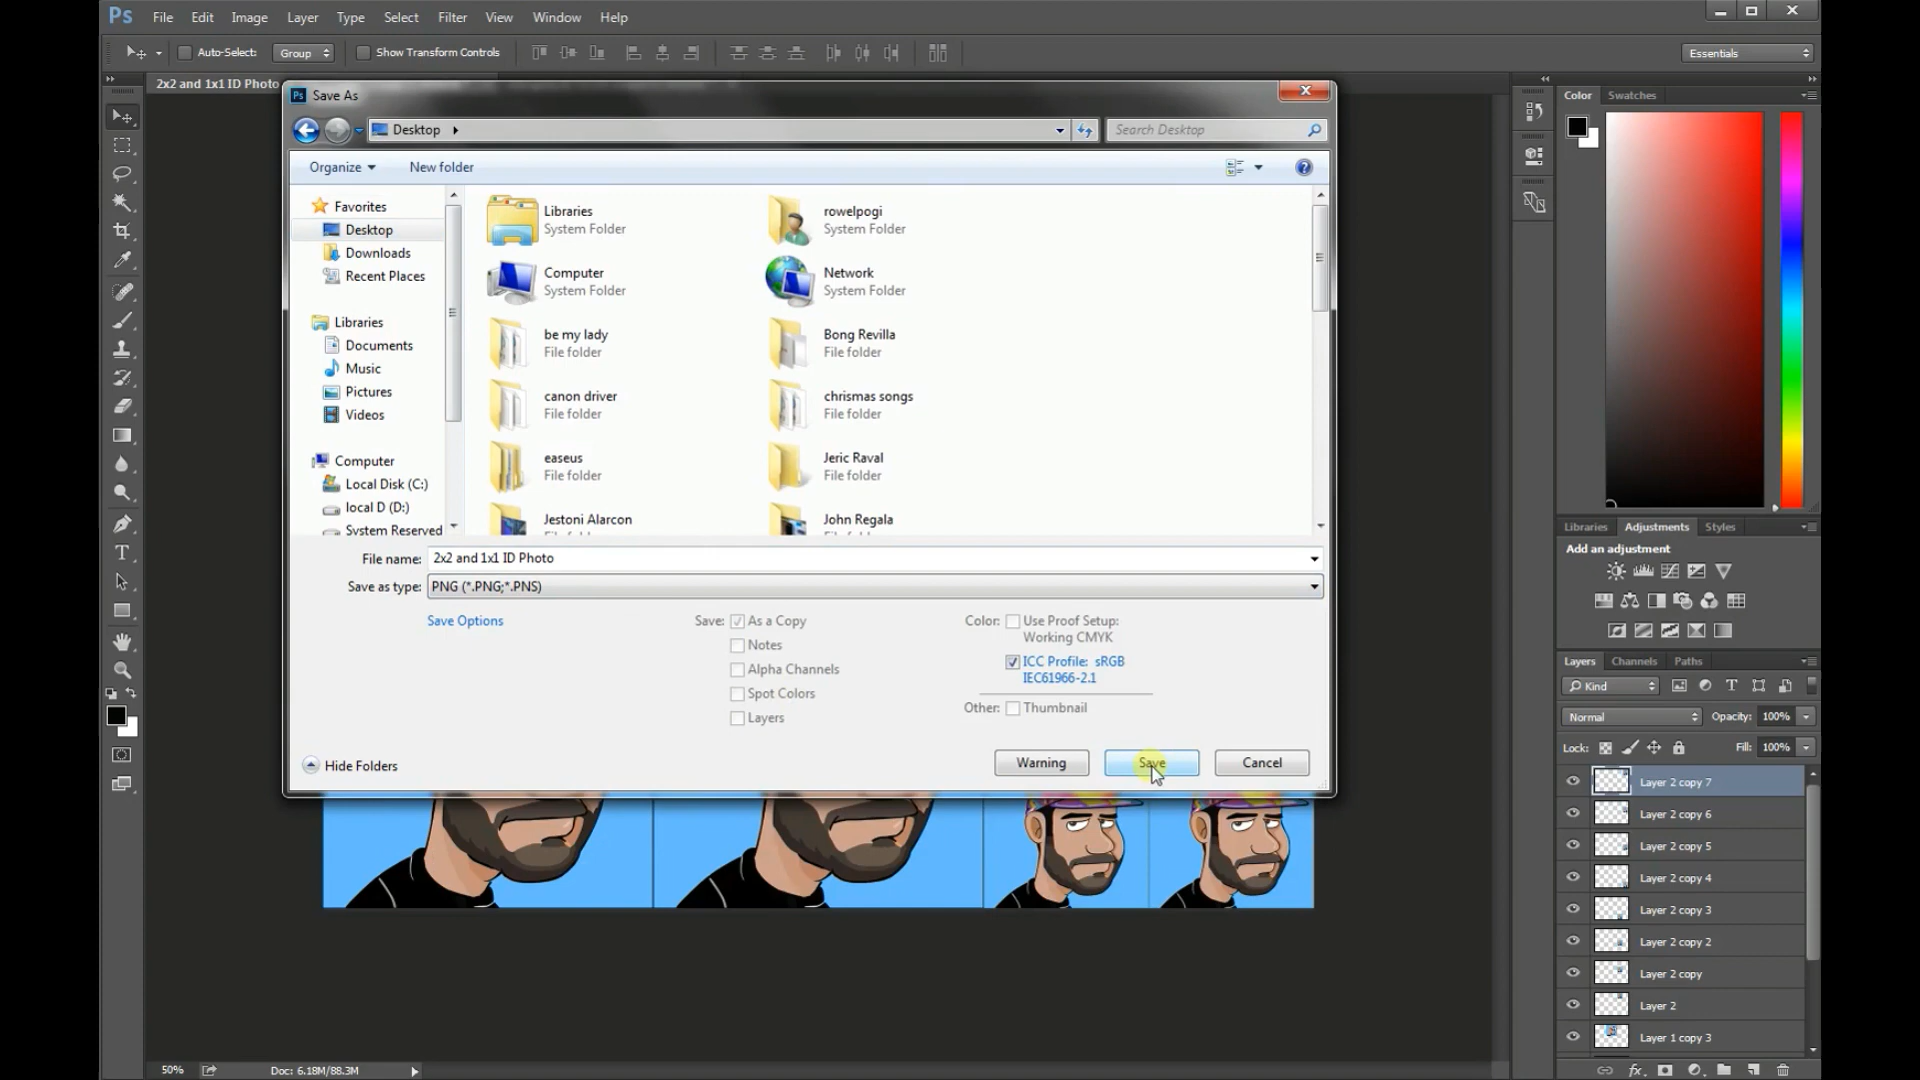 Ps File Edit Image Layer Type Select Filter View Window Help
Auto-Select: Group Show Transform Controls Essentials
2x2 and 1x1 ID Photo
Ps Save As
Desktop
Search Desktop
Organize New folder
Favorites
Desktop
Downloads
Recent Places
Libraries
Documents
Music
Pictures
Videos
Computer
Local Disk (C:)
local D (D:)
System Reserved
Libraries
System Folder
rowelpogi
System Folder
Computer
System Folder
Network
System Folder
be my lady
File folder
Bong Revilla
File folder
canon driver
File folder
chrismas songs
File folder
easeus
File folder
Jeric Raval
File folder
Jestoni Alarcon
John Regala
File name: 2x2 and 1x1 ID Photo
Save as type: PNG (*.PNG;*.PNS)
Save Options
Save: As a Copy
Notes
Alpha Channels
Spot Colors
Layers
Color: Use Proof Setup:
Working CMYK
ICC Profile: sRGB
IEC61966-2.1
Other: Thumbnail
Hide Folders
Warning Save Cancel
Color Swatches
Libraries Adjustments Styles
Add an adjustment
Layers Channels Paths
Kind
Normal Opacity: 100%
Lock: Fill: 100%
Layer 2 copy 7
Layer 2 copy 6
Layer 2 copy 5
Layer 2 copy 4
Layer 2 copy 3
Layer 2 copy 2
Layer 2 copy
Layer 2
Layer 1 copy 3
50% Doc: 6.18M/88.3M